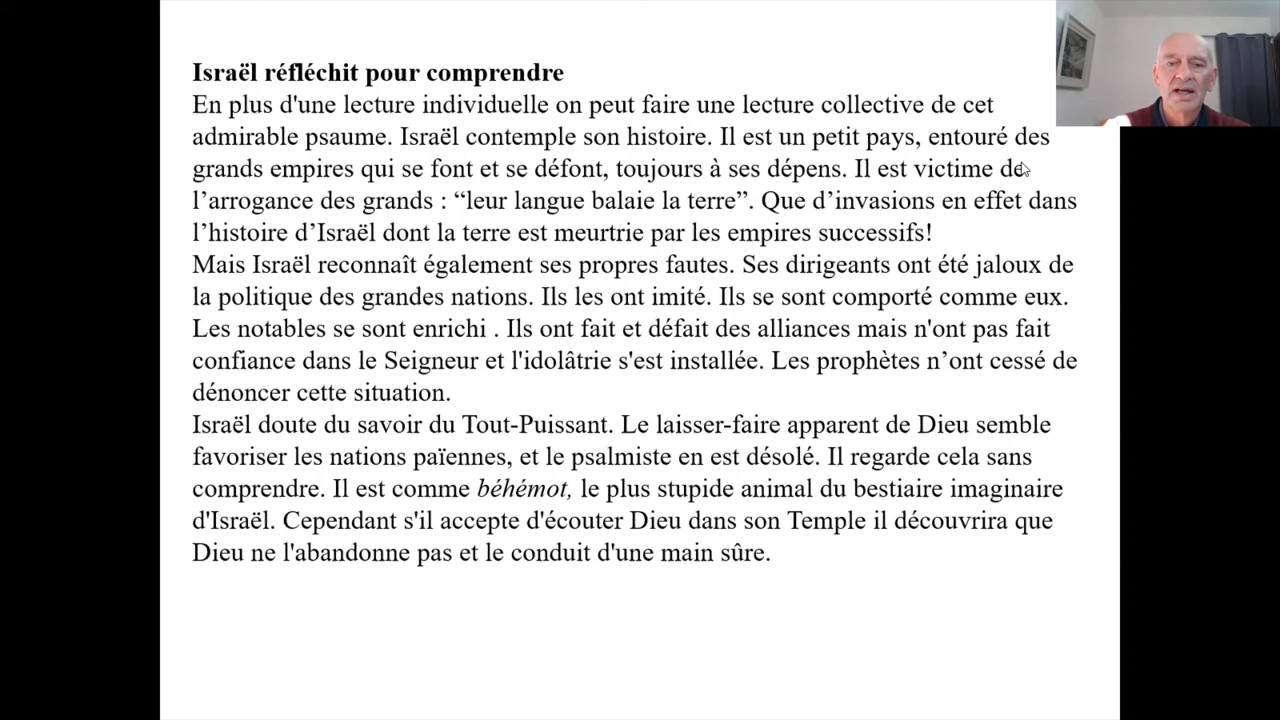 Israël réfléchit pour comprendre
En plus d'une lecture individuelle on peut faire une lecture collective de cet
admirable psaume. Israël contemple son histoire. Il est un petit pays, entouré des
grands empires qui se font et se défont, toujours à ses dépens. Il est victime de
l’arrogance des grands : “leur langue balaie la terre”. Que d’invasions en effet dans
l’histoire d’Israël dont la terre est meurtrie par les empires successifs!
Mais Israël reconnaît également ses propres fautes. Ses dirigeants ont été jaloux de
la politique des grandes nations. Ils les ont imité. Ils se sont comporté comme eux.
Les notables se sont enrichi . Ils ont fait et défait des alliances mais n'ont pas fait
confiance dans le Seigneur et l'idolâtrie s'est installée. Les prophètes n’ont cessé de
dénoncer cette situation.
Israël doute du savoir du Tout-Puissant. Le laisser-faire apparent de Dieu semble
favoriser les nations païennes, et le psalmiste en est désolé. Il regarde cela sans
comprendre. Il est comme béhémot, le plus stupide animal du bestiaire imaginaire
d'Israël. Cependant s'il accepte d'écouter Dieu dans son Temple il découvrira que
Dieu ne l'abandonne pas et le conduit d'une main sûre.